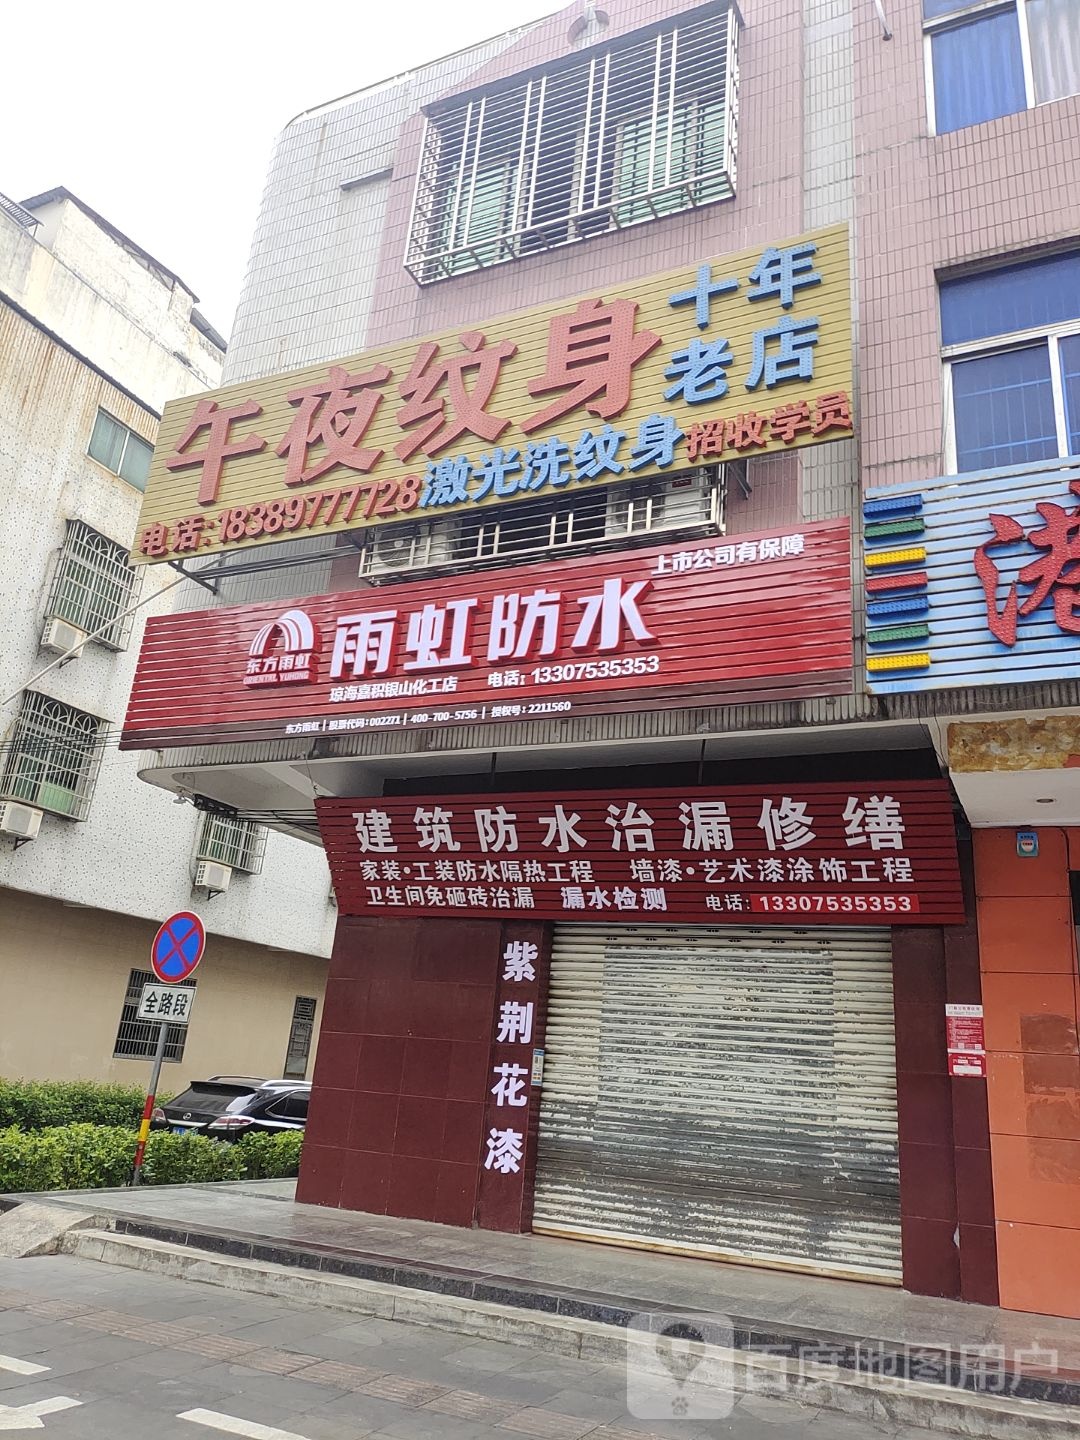 午夜纹身 十年老店
电话:18389777728 激光洗纹身 招收学员
上市公司有保障
东方雨虹 雨虹防水
ORIENTAL YUHONG
琼海嘉积银山化工店 电话: 13307535353
东方雨虹 | 股票代码: 002271 | 400-700-5756 | 授权号: 2211560
港
建筑防水治漏修缮
家装·工装防水隔热工程 墙漆·艺术漆涂饰工程
卫生间免砸砖治漏 漏水检测 电话: 13307535353
紫荆花漆
全路段
百度地图用户